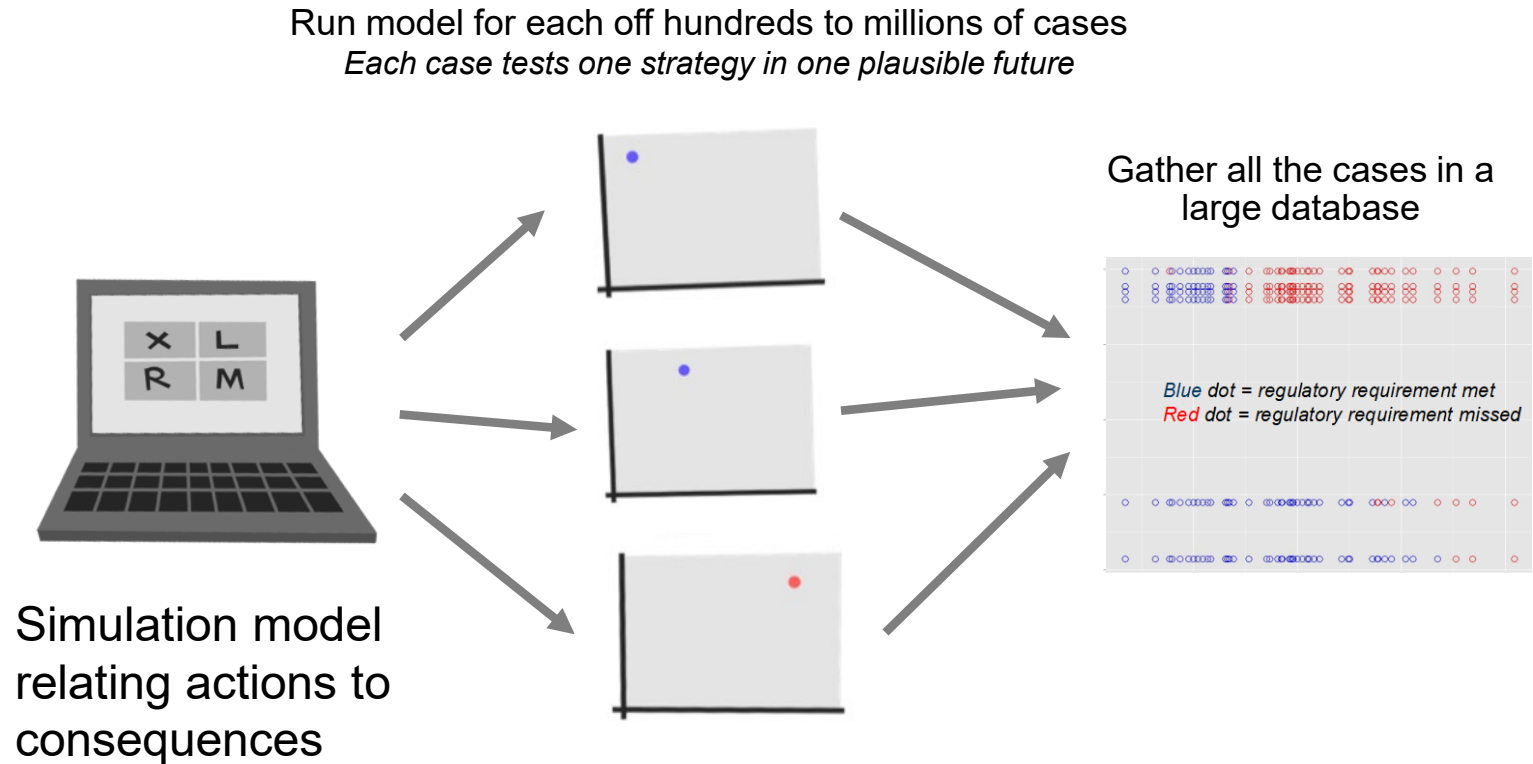 Run model for each off hundreds to millions of cases
Each case tests one strategy in one plausible future
Gather all the cases in a
large database
X L
R M
Blue dot = regulatory requirement met
Red dot = regulatory requirement missed
Simulation model
relating actions to
consequences